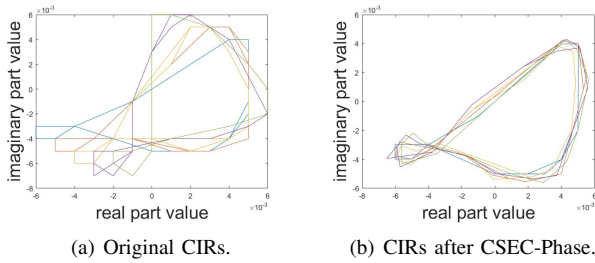 ×10⁻³
6
4
2
0
-2
-4
-6
-8
imaginary part value
-6 -4 -2 0 2 4 6
×10⁻³
real part value
(a) Original CIRs.
×10⁻³
6
4
2
0
-2
-4
-6
imaginary part value
-8 -6 -4 -2 0 2 4 6
×10⁻³
real part value
(b) CIRs after CSEC-Phase.